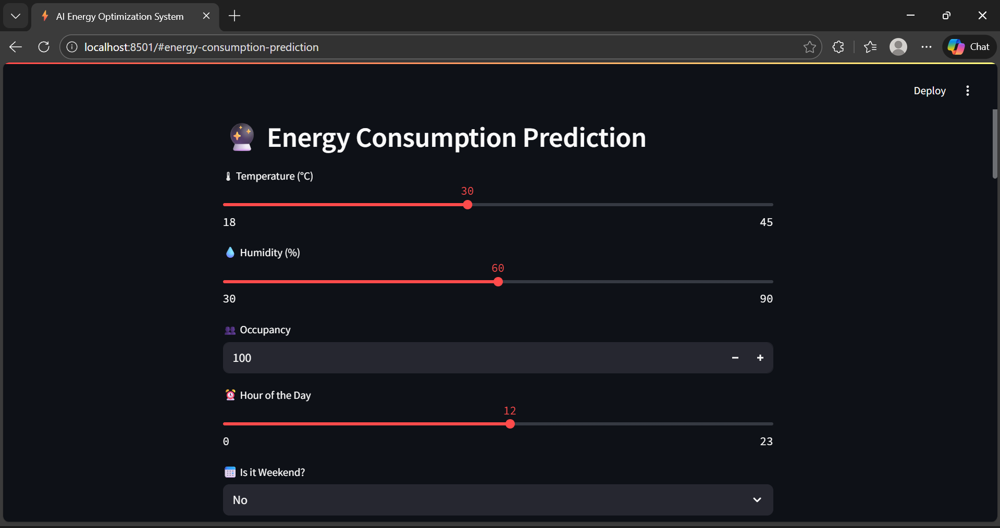 AI Energy Optimization System
localhost:8501/#energy-consumption-prediction
Chat
Deploy
Energy Consumption Prediction
Temperature (°C)
30
18 45
Humidity (%)
60
30 90
Occupancy
100
Hour of the Day
12
0 23
Is it Weekend?
No